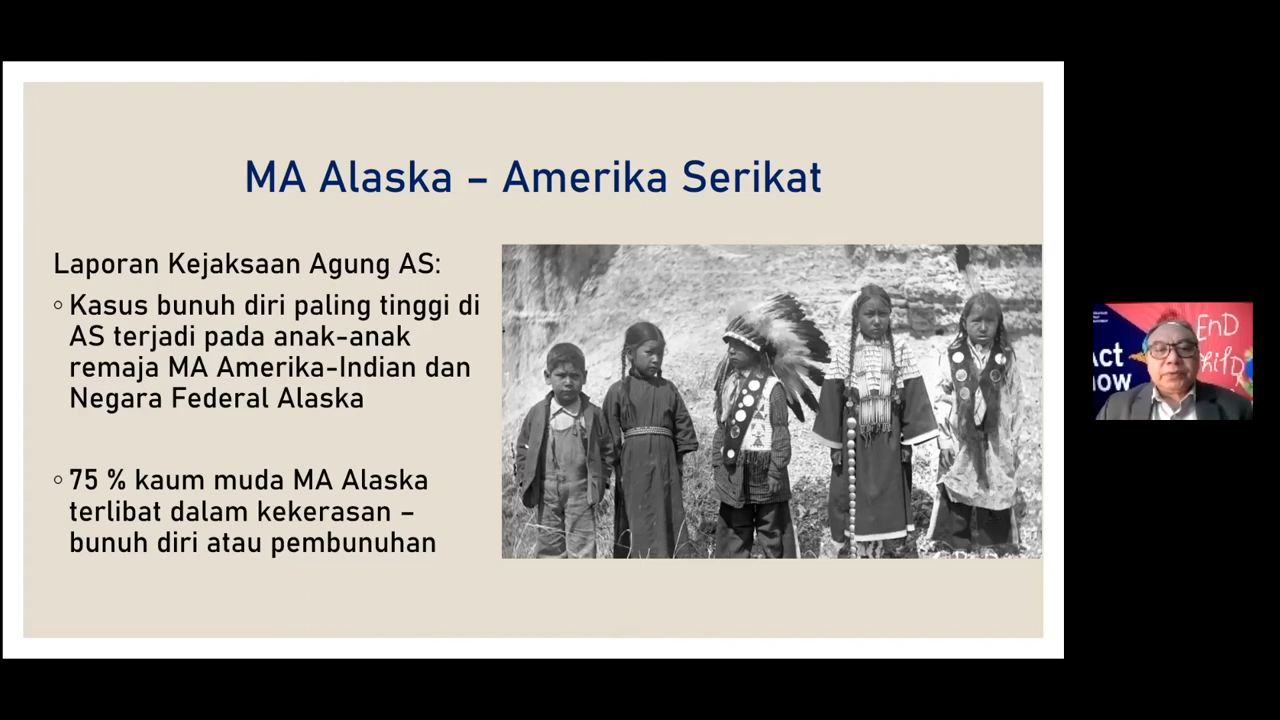 MA Alaska – Amerika Serikat
Laporan Kejaksaan Agung AS:
◦ Kasus bunuh diri paling tinggi di
AS terjadi pada anak-anak
remaja MA Amerika-Indian dan
Negara Federal Alaska
◦ 75 % kaum muda MA Alaska
terlibat dalam kekerasan –
bunuh diri atau pembunuhan
EnD